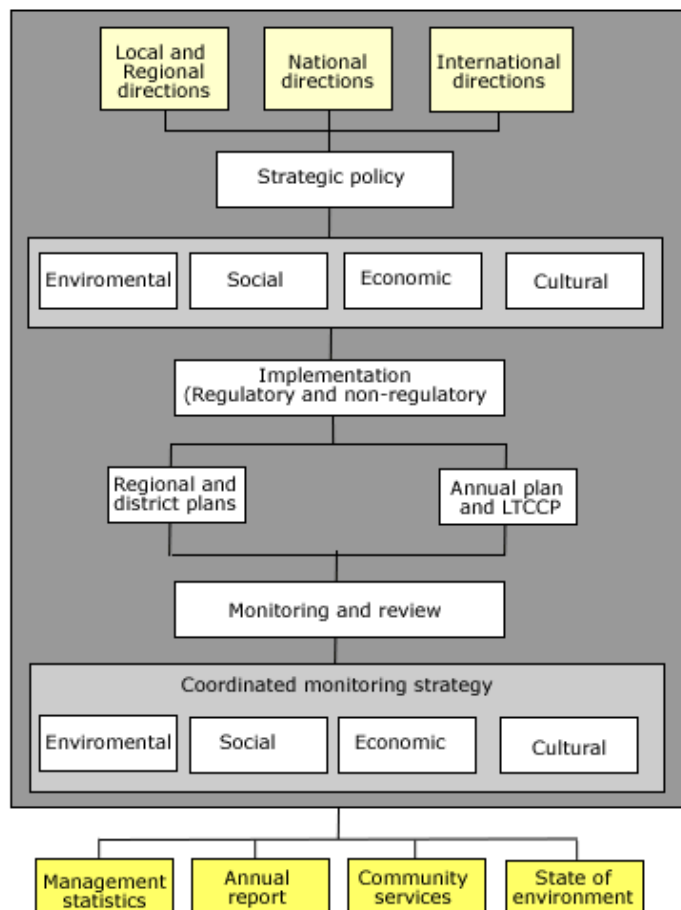 Local and
Regional
directions
National
directions
International
directions
Strategic policy
Enviromental
Social
Economic
Cultural
Implementation
(Regulatory and non-regulatory
Regional and
district plans
Annual plan
and LTCCP
Monitoring and review
Coordinated monitoring strategy
Enviromental
Social
Economic
Cultural
Management
statistics
Annual
report
Community
services
State of
environment